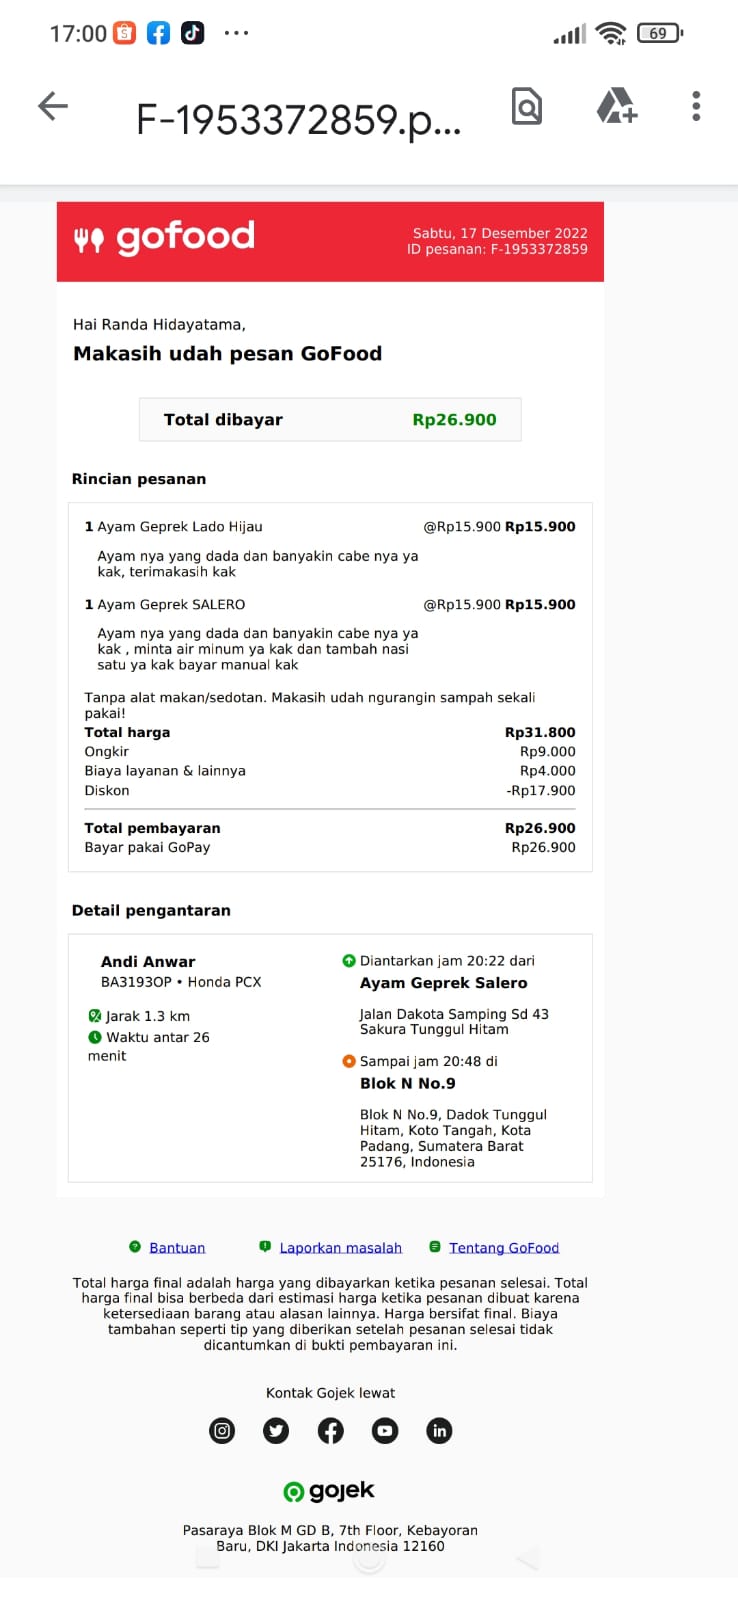 17:00
69
F-1953372859.p...
gofood
Sabtu, 17 Desember 2022
ID pesanan: F-1953372859
Hai Randa Hidayatama,
Makasih udah pesan GoFood
Total dibayar Rp26.900
Rincian pesanan
1 Ayam Geprek Lado Hijau @Rp15.900 Rp15.900
Ayam nya yang dada dan banyakin cabe nya ya
kak, terimakasih kak
1 Ayam Geprek SALERO @Rp15.900 Rp15.900
Ayam nya yang dada dan banyakin cabe nya ya
kak , minta air minum ya kak dan tambah nasi
satu ya kak bayar manual kak
Tanpa alat makan/sedotan. Makasih udah ngurangin sampah sekali
pakai!
Total harga Rp31.800
Ongkir Rp9.000
Biaya layanan & lainnya Rp4.000
Diskon -Rp17.900
Total pembayaran Rp26.900
Bayar pakai GoPay Rp26.900
Detail pengantaran
Andi Anwar
BA3193OP • Honda PCX
Jarak 1.3 km
Waktu antar 26
menit
Diantarkan jam 20:22 dari
Ayam Geprek Salero
Jalan Dakota Samping Sd 43
Sakura Tunggul Hitam
Sampai jam 20:48 di
Blok N No.9
Blok N No.9, Dadok Tunggul
Hitam, Koto Tangah, Kota
Padang, Sumatera Barat
25176, Indonesia
Bantuan Laporkan masalah Tentang GoFood
Total harga final adalah harga yang dibayarkan ketika pesanan selesai. Total
harga final bisa berbeda dari estimasi harga ketika pesanan dibuat karena
ketersediaan barang atau alasan lainnya. Harga bersifat final. Biaya
tambahan seperti tip yang diberikan setelah pesanan selesai tidak
dicantumkan di bukti pembayaran ini.
Kontak Gojek lewat
gojek
Pasaraya Blok M GD B, 7th Floor, Kebayoran
Baru, DKI Jakarta Indonesia 12160